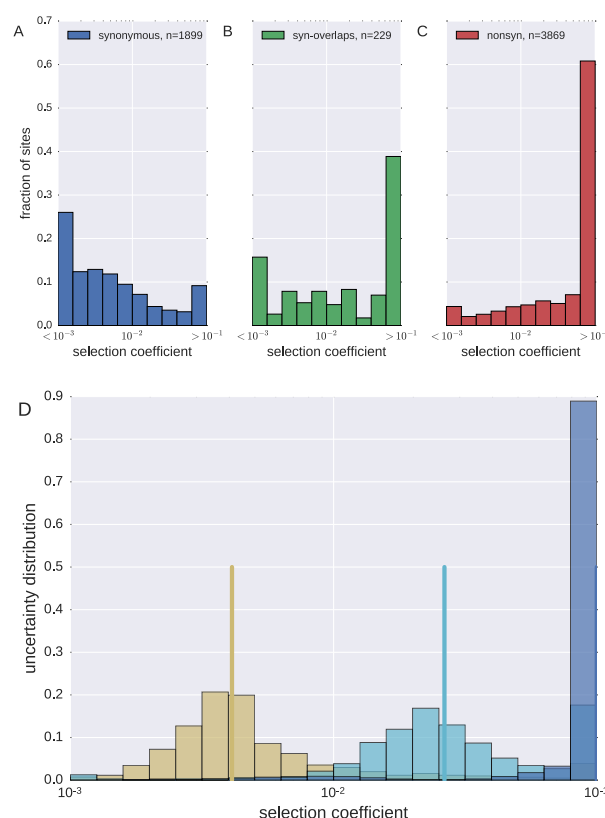 A B C
synonymous, n=1899 syn-overlaps, n=229 nonsyn, n=3869
0.7
0.6
0.5
0.4
0.3
0.2
0.1
0.0
fraction of sites
< 10⁻³ 10⁻² > 10⁻¹ < 10⁻³ 10⁻² > 10⁻¹ < 10⁻³ 10⁻² > 10⁻¹
selection coefficient selection coefficient selection coefficient
D
0.9
0.8
0.7
0.6
0.5
0.4
0.3
0.2
0.1
0.0
uncertainty distribution
10⁻³ 10⁻² 10⁻
selection coefficient